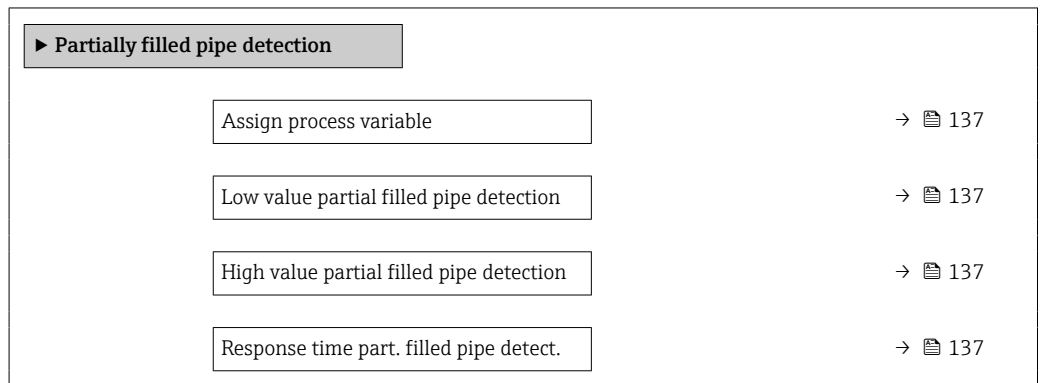 ▶ Partially filled pipe detection
Assign process variable → 137
Low value partial filled pipe detection → 137
High value partial filled pipe detection → 137
Response time part. filled pipe detect. → 137